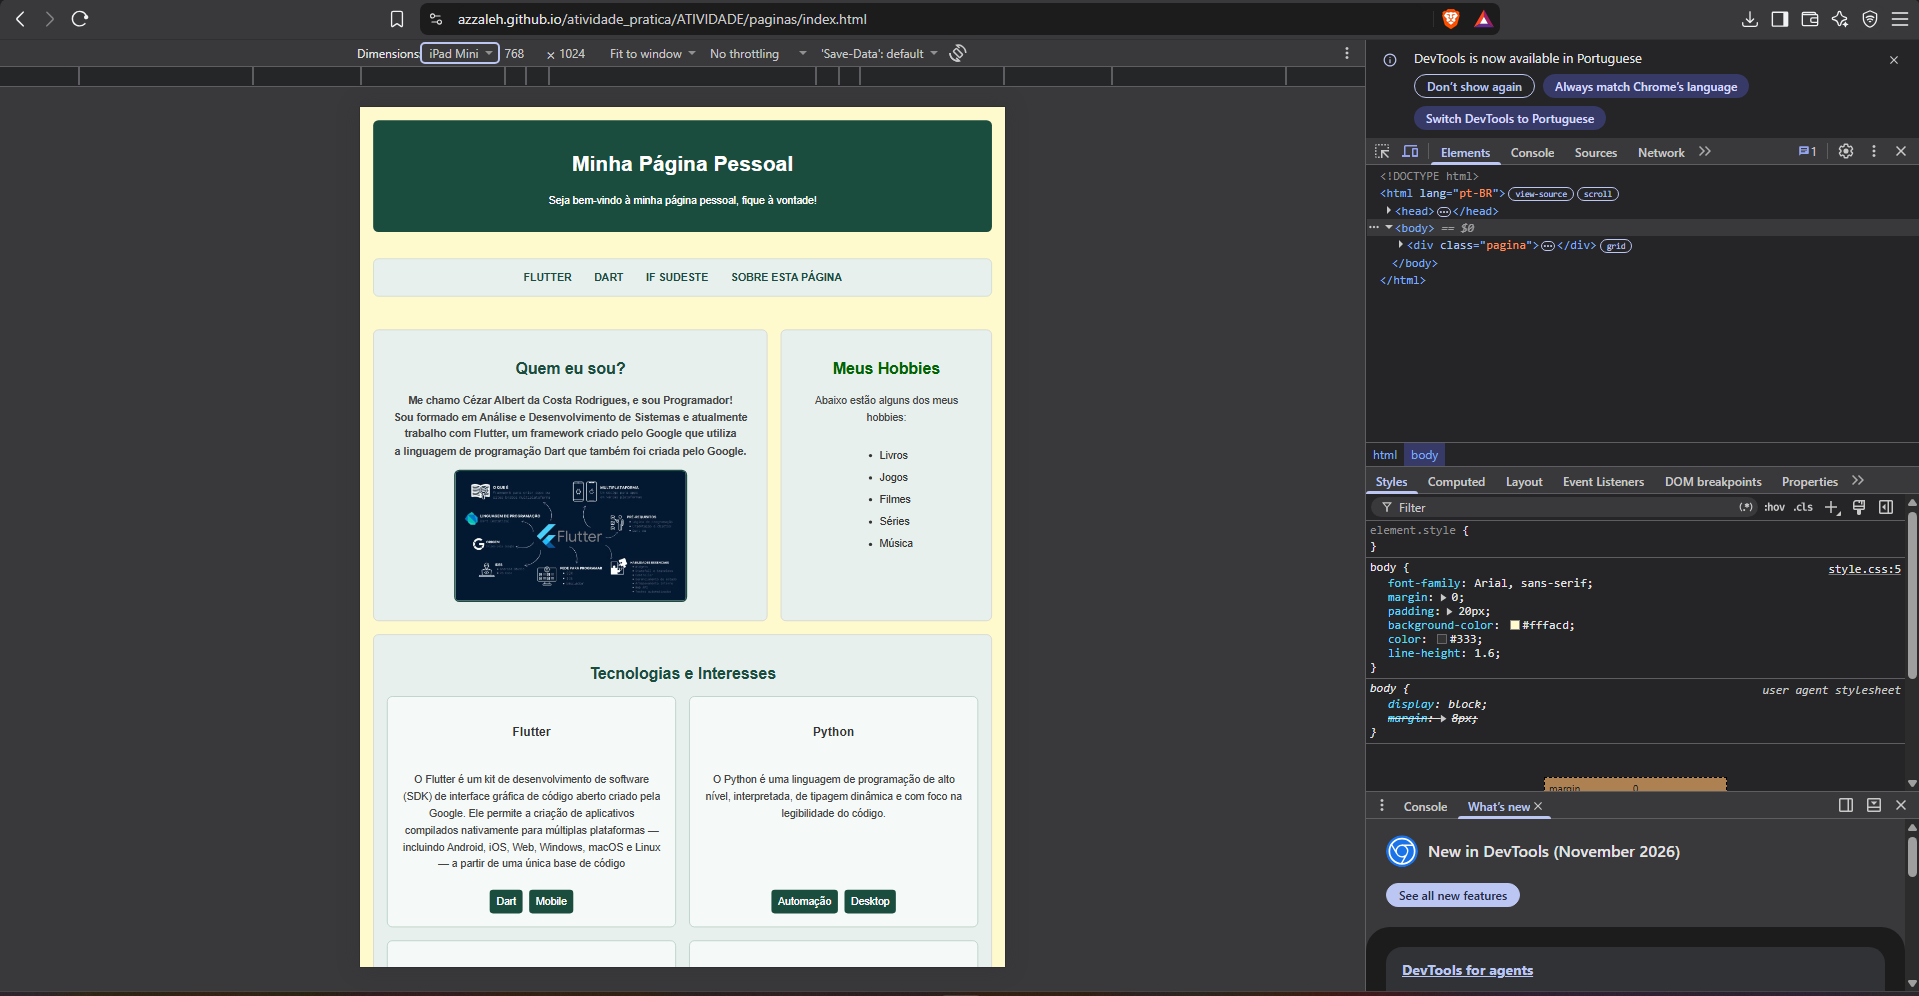 azzaleh.github.io/atividade_pratica/ATIVIDADE/paginas/index.html
Dimensions: iPad Mini 768 × 1024 Fit to window No throttling 'Save-Data': default
Minha Página Pessoal
Seja bem-vindo à minha página pessoal, fique à vontade!
FLUTTER DART IF SUDESTE SOBRE ESTA PÁGINA
Quem eu sou?
Me chamo Cézar Albert da Costa Rodrigues, e sou Programador!
Sou formado em Análise e Desenvolvimento de Sistemas e atualmente
trabalho com Flutter, um framework criado pelo Google que utiliza
a linguagem de programação Dart que também foi criada pelo Google.
O QUE É
MULTIPLATAFORMA
LINGUAGEM DE PROGRAMAÇÃO
Flutter
Meus Hobbies
Abaixo estão alguns dos meus
hobbies:
• Livros
• Jogos
• Filmes
• Séries
• Música
Tecnologias e Interesses
Flutter
O Flutter é um kit de desenvolvimento de software
(SDK) de interface gráfica de código aberto criado pela
Google. Ele permite a criação de aplicativos
compilados nativamente para múltiplas plataformas —
incluindo Android, iOS, Web, Windows, macOS e Linux
— a partir de uma única base de código
Dart Mobile
Python
O Python é uma linguagem de programação de alto
nível, interpretada, de tipagem dinâmica e com foco na
legibilidade do código.
Automação Desktop
DevTools is now available in Portuguese
Don't show again Always match Chrome's language
Switch DevTools to Portuguese
Elements Console Sources Network 1
<!DOCTYPE html>
<html lang="pt-BR"> view-source scroll
<head> </head>
<body> == $0
<div class="pagina"> </div> grid
</body>
</html>
html body
Styles Computed Layout Event Listeners DOM breakpoints Properties
Filter :hov .cls
element.style {
}
body { style.css:5
font-family: Arial, sans-serif;
margin: 0;
padding: 20px;
background-color: #fffacd;
color: #333;
line-height: 1.6;
}
body { user agent stylesheet
display: block;
margin: 8px;
}
margin 0
Console What's new
New in DevTools (November 2026)
See all new features
DevTools for agents